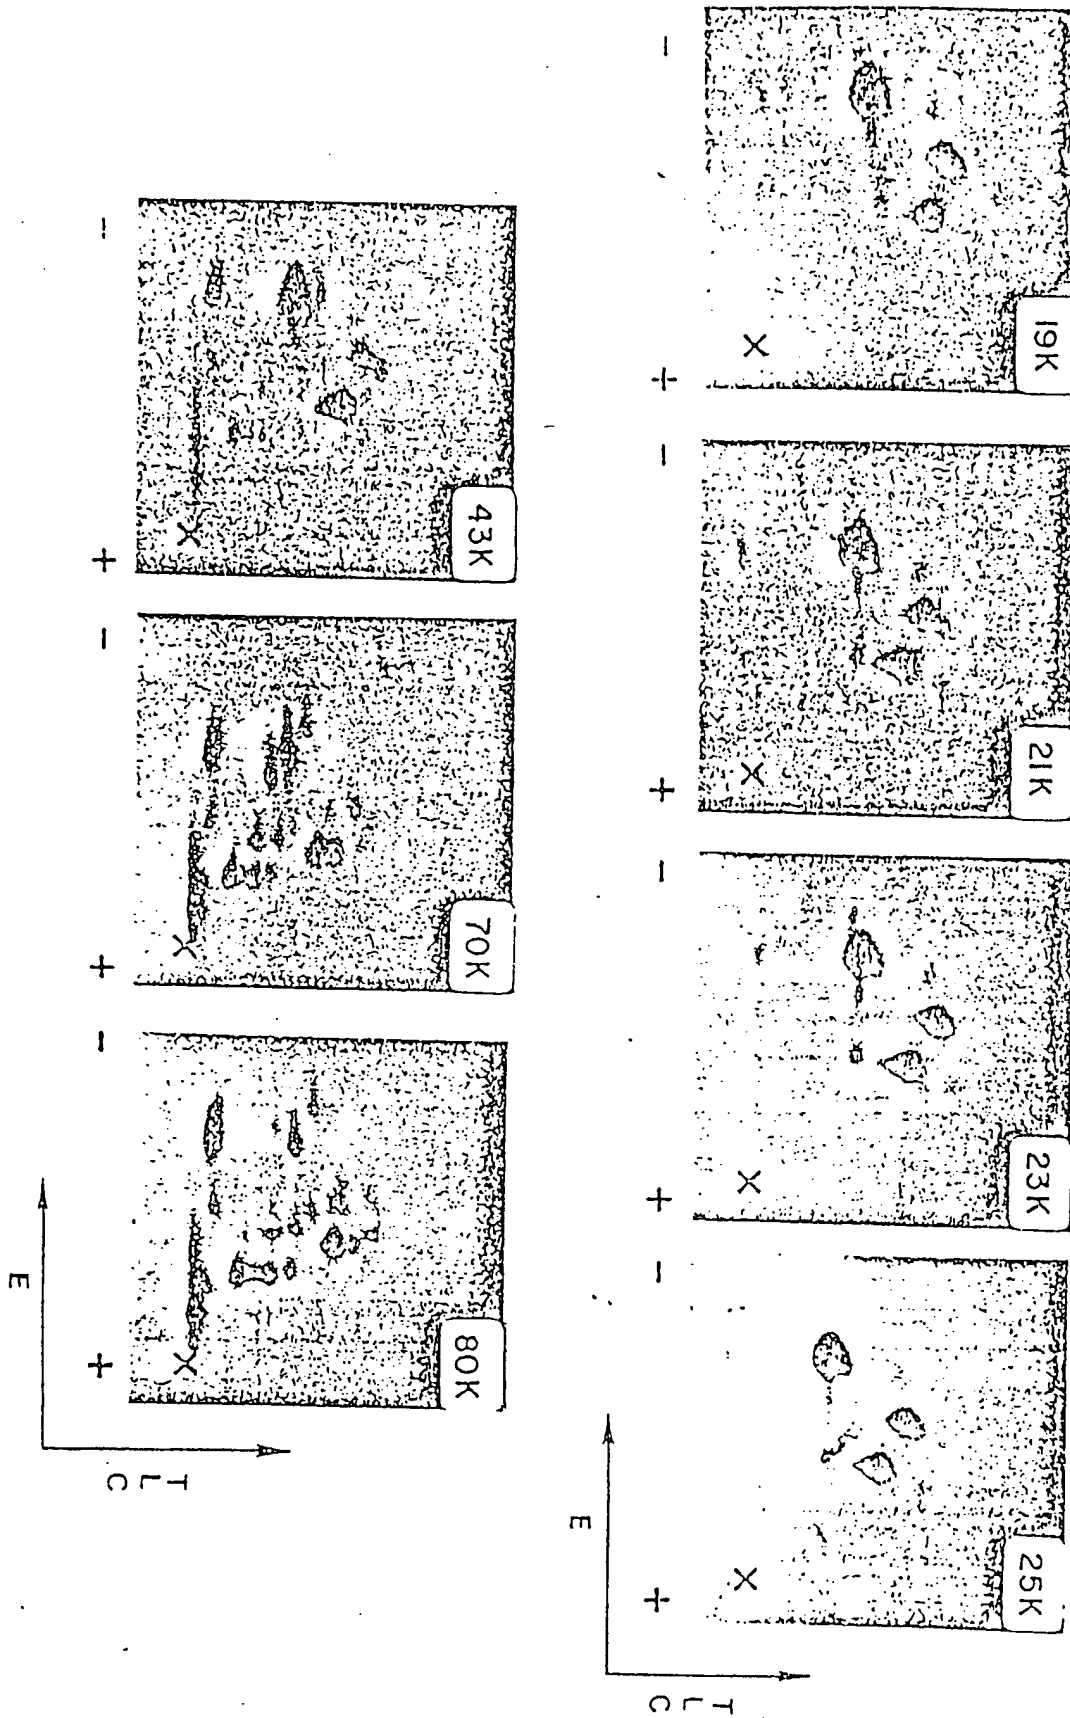 19K
21K
23K
25K
- + - + - + - +
E
TLC
43K
70K
80K
- + - + - +
E
TLC